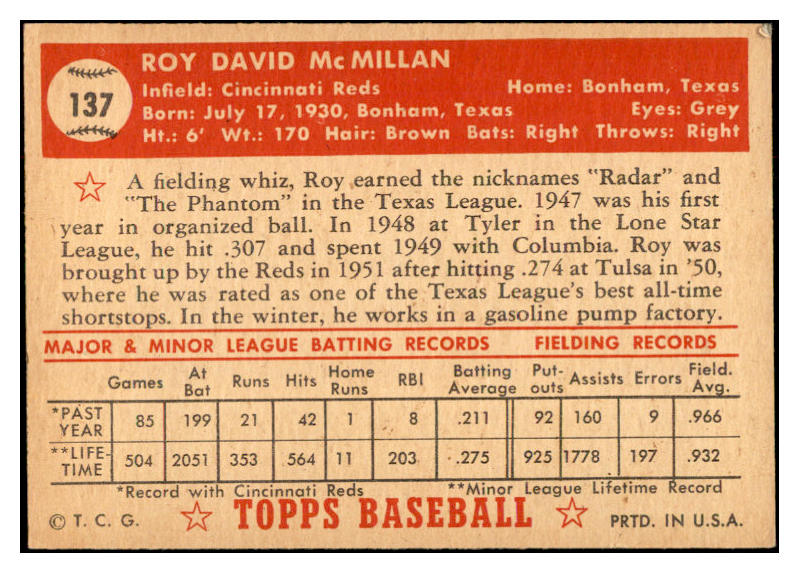 137
ROY DAVID McMILLAN
Infield: Cincinnati Reds Home: Bonham, Texas
Born: July 17, 1930, Bonham, Texas Eyes: Grey
Ht.: 6' Wt.: 170 Hair: Brown Bats: Right Throws: Right
A fielding whiz, Roy earned the nicknames "Radar" and
"The Phantom" in the Texas League. 1947 was his first
year in organized ball. In 1948 at Tyler in the Lone Star
League, he hit .307 and spent 1949 with Columbia. Roy was
brought up by the Reds in 1951 after hitting .274 at Tulsa in '50,
where he was rated as one of the Texas League's best all-time
shortstops. In the winter, he works in a gasoline pump factory.
MAJOR & MINOR LEAGUE BATTING RECORDS FIELDING RECORDS
Games At Bat Runs Hits Home Runs RBI Batting Average Put-outs Assists Errors Field. Avg.
*PAST YEAR 85 199 21 42 1 8 .211 92 160 9 .966
**LIFE-TIME 504 2051 353 564 11 203 .275 925 1778 197 .932
*Record with Cincinnati Reds **Minor League Lifetime Record
© T. C. G. TOPPS BASEBALL PRTD. IN U.S.A.